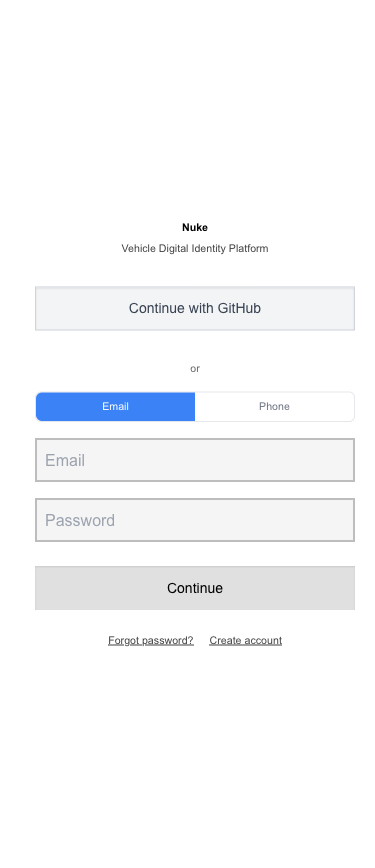 Nuke
Vehicle Digital Identity Platform
Continue with GitHub
or
Email Phone
Email
Password
Continue
Forgot password? Create account